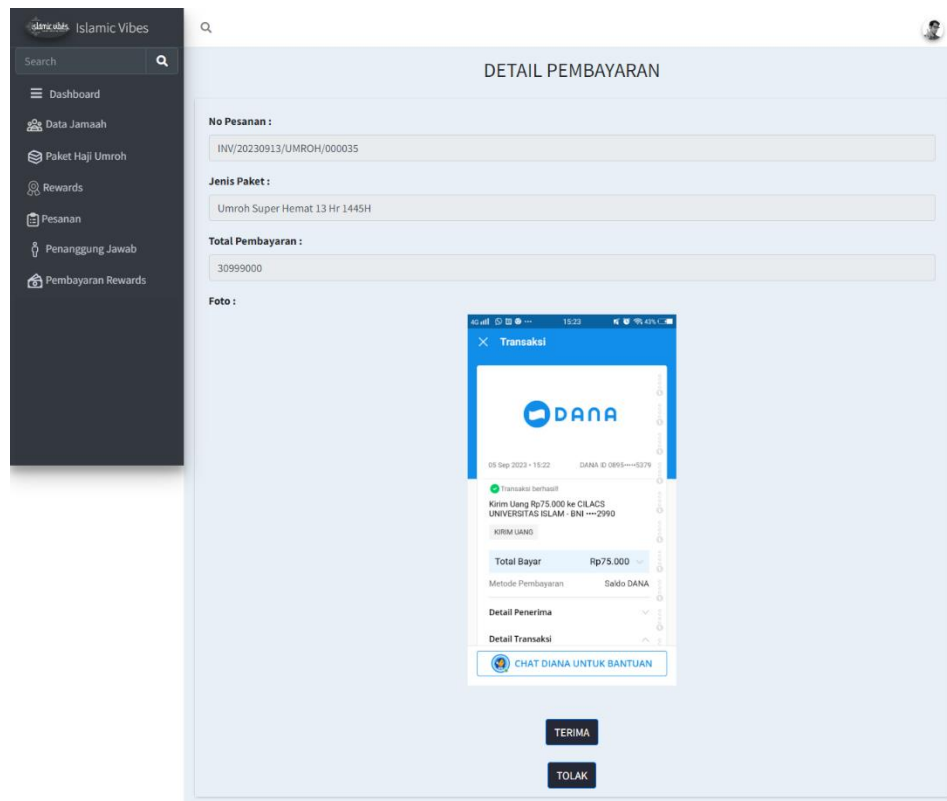 islamic vibes Islamic Vibes
Search
DETAIL PEMBAYARAN
Dashboard
Data Jamaah
Paket Haji Umroh
Rewards
Pesanan
Penanggung Jawab
Pembayaran Rewards
No Pesanan :
INV/20230913/UMROH/000035
Jenis Paket :
Umroh Super Hemat 13 Hr 1445H
Total Pembayaran :
30999000
Foto :
4G 15:23 43%
Transaksi
DANA
05 Sep 2023 • 15:22 DANA ID 0895•••••5379
Transaksi berhasil!
Kirim Uang Rp75.000 ke CILACS
UNIVERSITAS ISLAM - BNI ••••2990
KIRIM UANG
Total Bayar Rp75.000
Metode Pembayaran Saldo DANA
Detail Penerima
Detail Transaksi
CHAT DIANA UNTUK BANTUAN
TERIMA
TOLAK